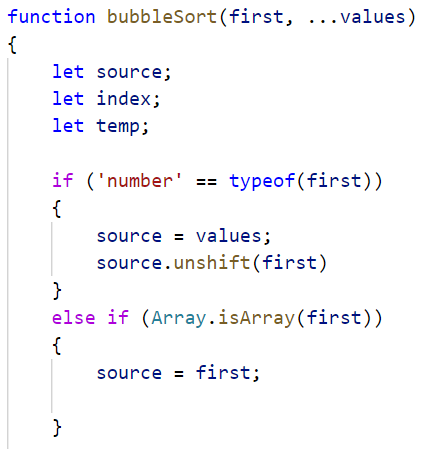 function bubbleSort(first, ...values)
{
    let source;
    let index;
    let temp;

    if ('number' == typeof(first))
    {
        source = values;
        source.unshift(first)
    }
    else if (Array.isArray(first))
    {
        source = first;

    }